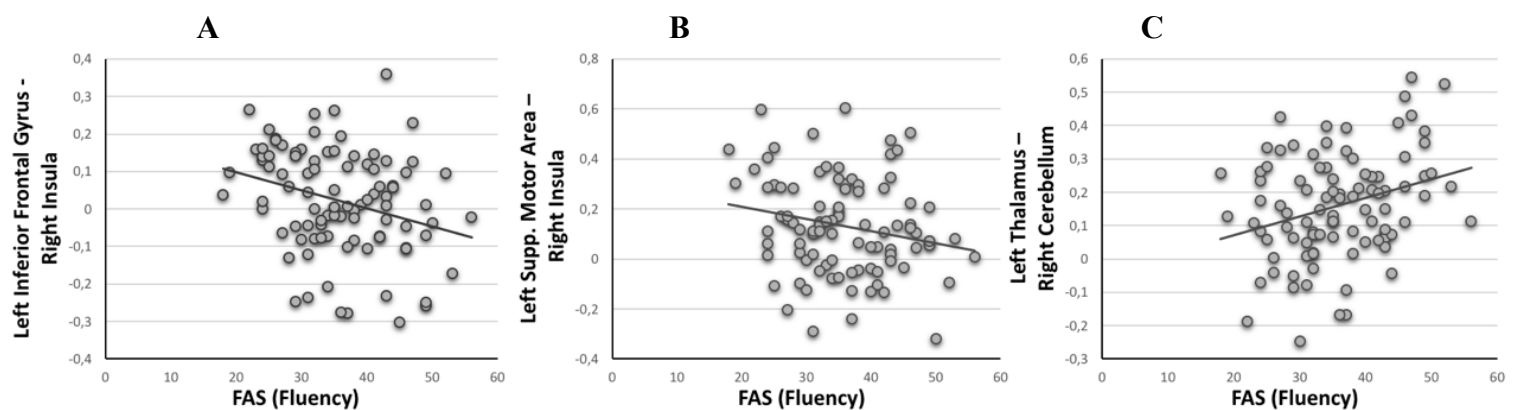 A
B
C
Left Inferior Frontal Gyrus -
Right Insula
0,4
0,3
0,2
0,1
0
-0,1
-0,2
-0,3
-0,4
0 10 20 30 40 50 60
FAS (Fluency)
Left Supp. Motor Area –
Right Insula
0,8
0,6
0,4
0,2
0
-0,2
-0,4
0 10 20 30 40 50 60
FAS (Fluency)
Left Thalamus –
Right Cerebellum
0,6
0,5
0,4
0,3
0,2
0,1
0
-0,1
-0,2
-0,3
0 10 20 30 40 50 60
FAS (Fluency)